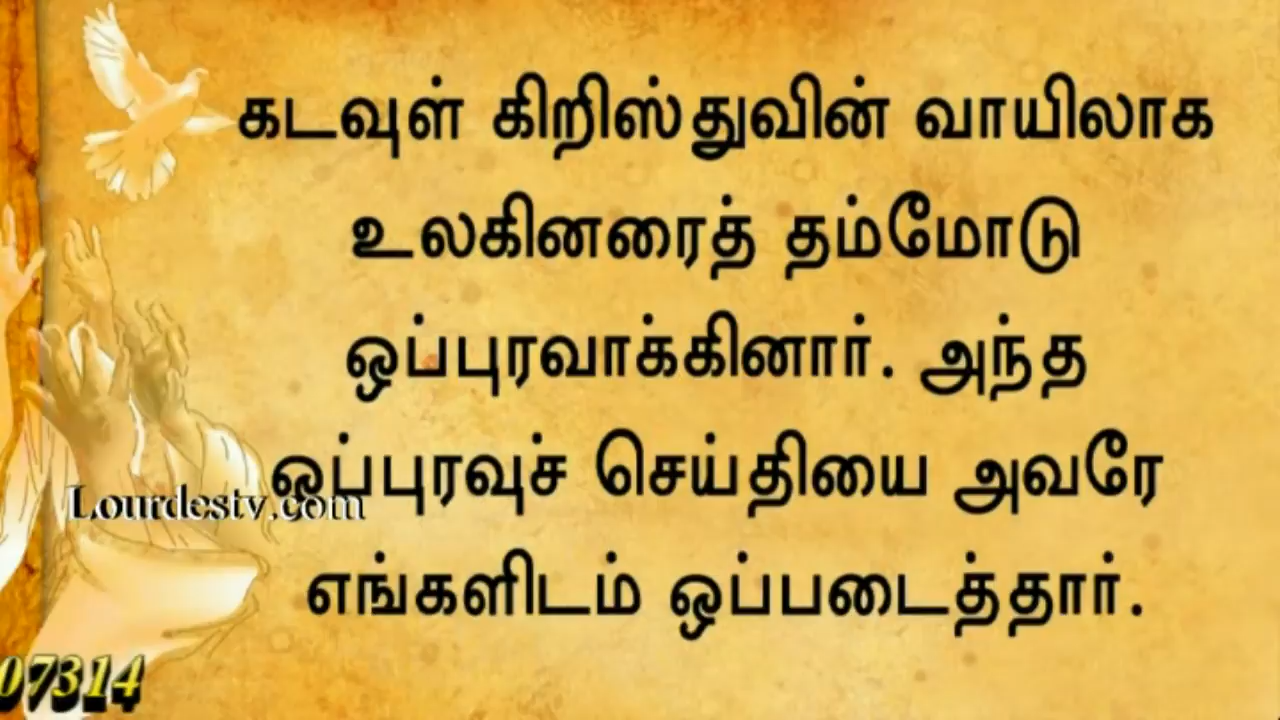 கடவுள் கிறிஸ்துவின் வாயிலாக
உலகினரைத் தம்மோடு
ஒப்புரவாக்கினார். அந்த
ஒப்புரவுச் செய்தியை அவரே
Lourdestv.com
எங்களிடம் ஒப்படைத்தார்.
07314